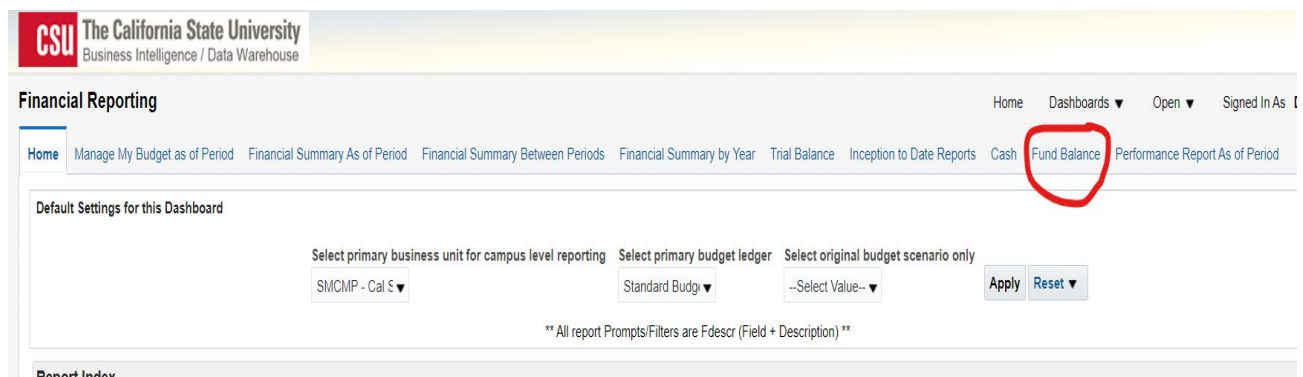 CSU The California State University
Business Intelligence / Data Warehouse
Financial Reporting
Home Dashboards Open Signed In As
Home Manage My Budget as of Period Financial Summary As of Period Financial Summary Between Periods Financial Summary by Year Trial Balance Inception to Date Reports Cash Fund Balance Performance Report As of Period
Default Settings for this Dashboard
Select primary business unit for campus level reporting Select primary budget ledger Select original budget scenario only
SMCMP - Cal S Standard Budg --Select Value-- Apply Reset
** All report Prompts/Filters are Fdescr (Field + Description) **
Report Index